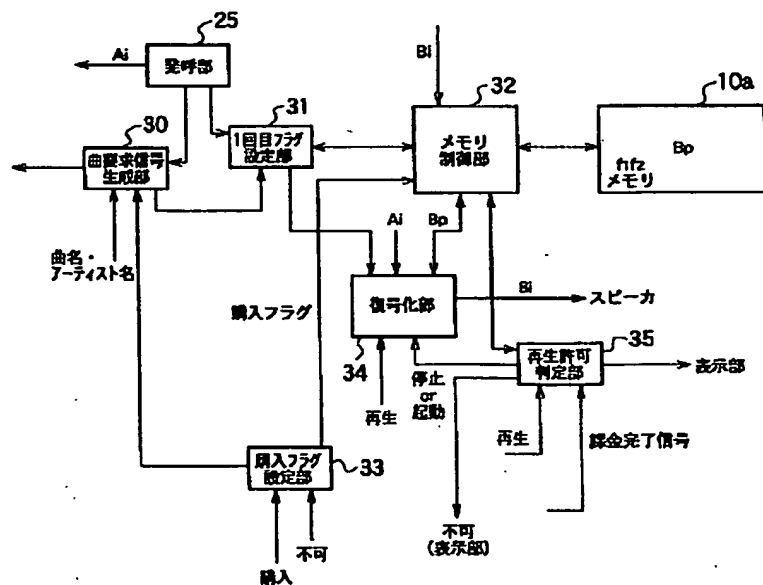 25
Ai
発呼部
30
曲要求信号
生成部
31
1回目フラグ
設定部
Bi
32
メモリ
制御部
10a
Bp
f1f2
メモリ
曲名・
アーティスト名
購入フラグ
Ai
Bp
復号化部
34
Bi
スピーカ
再生
停止
or
起動
35
再生許可
判定部
表示部
再生
課金完了信号
購入フラグ
設定部
33
購入
不可
不可
(表示部)